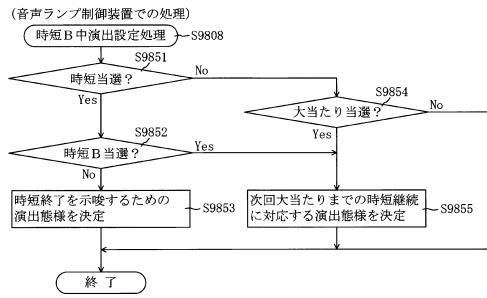 (音声ランプ制御装置での処理)
時短B中演出設定処理
S9808
S9851
時短当選?
No
Yes
S9854
大当たり当選?
No
Yes
S9852
時短B当選?
Yes
No
時短終了を示唆するための
演出態様を決定
S9853
次回大当たりまでの時短継続
に対応する演出態様を決定
S9855
終了